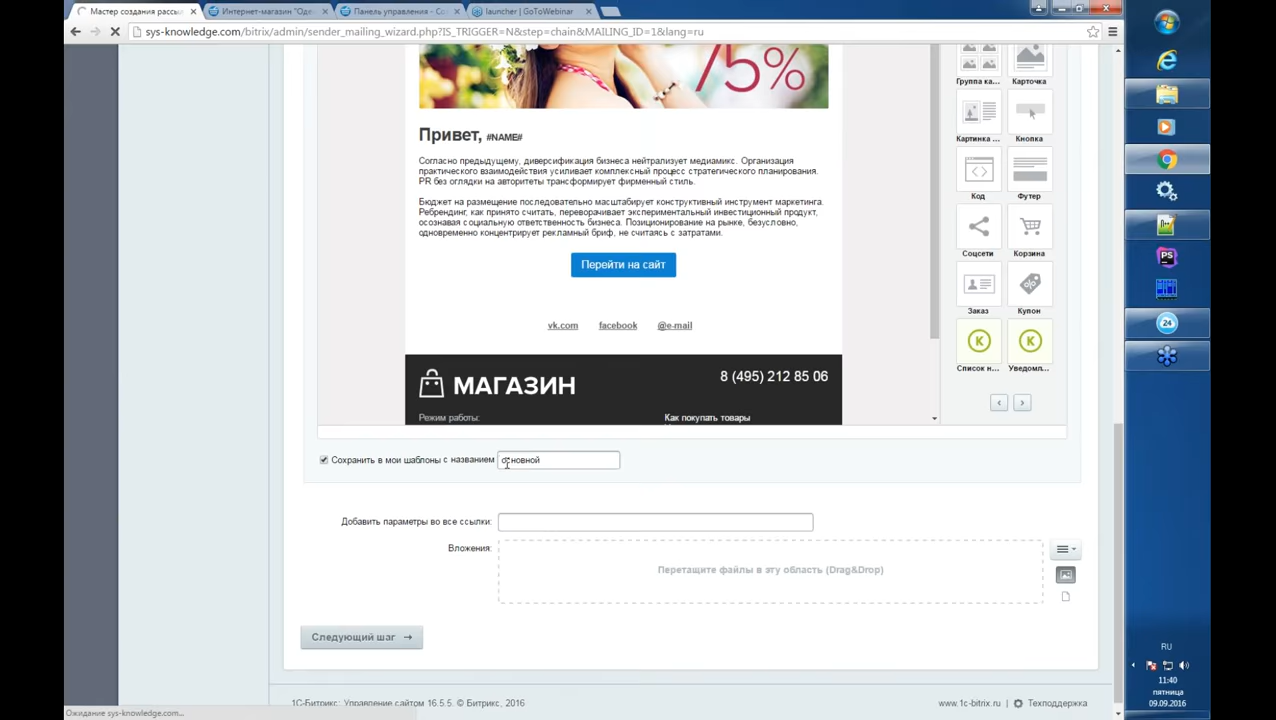 Мастер создания рассы
Интернет-магазин "Оде
Панель управления - Co
launcher | GoToWebinar
sys-knowledge.com/bitrix/admin/sender_mailing_wizard.php?IS_TRIGGER=N&step=chain&MAILING_ID=1&lang=ru
75%
Группа ка...
Карточка
Привет, #NAME#
Картинка ...
Кнопка
Согласно предыдущему, диверсификация бизнеса нейтрализует медиамикс. Организация
практического взаимодействия усиливает комплексный процесс стратегического планирования.
PR без оглядки на авторитеты трансформирует фирменный стиль.
Код
Футер
Бюджет на размещение последовательно масштабирует конструктивный инструмент маркетинга.
Ребрендинг, как принято считать, переворачивает экспериментальный инвестиционный продукт,
осознавая социальную ответственность бизнеса. Позиционирование на рынке, безусловно,
одновременно концентрирует рекламный бриф, не считаясь с затратами.
Соцсети
Корзина
Перейти на сайт
Заказ
Купон
vk.com
facebook
@e-mail
Список н...
Уведомл...
МАГАЗИН
8 (495) 212 85 06
Режим работы:
Как покупать товары
Сохранить в мои шаблоны с названием
основной
Добавить параметры во все ссылки:
Вложения:
Перетащите файлы в эту область (Drag&Drop)
Следующий шаг →
1С-Битрикс: Управление сайтом 16.5.5. © Битрикс, 2016
www.1c-bitrix.ru
Техподдержка
Ожидание sys-knowledge.com...
PS
24
RU
11:40
пятница
09.09.2016